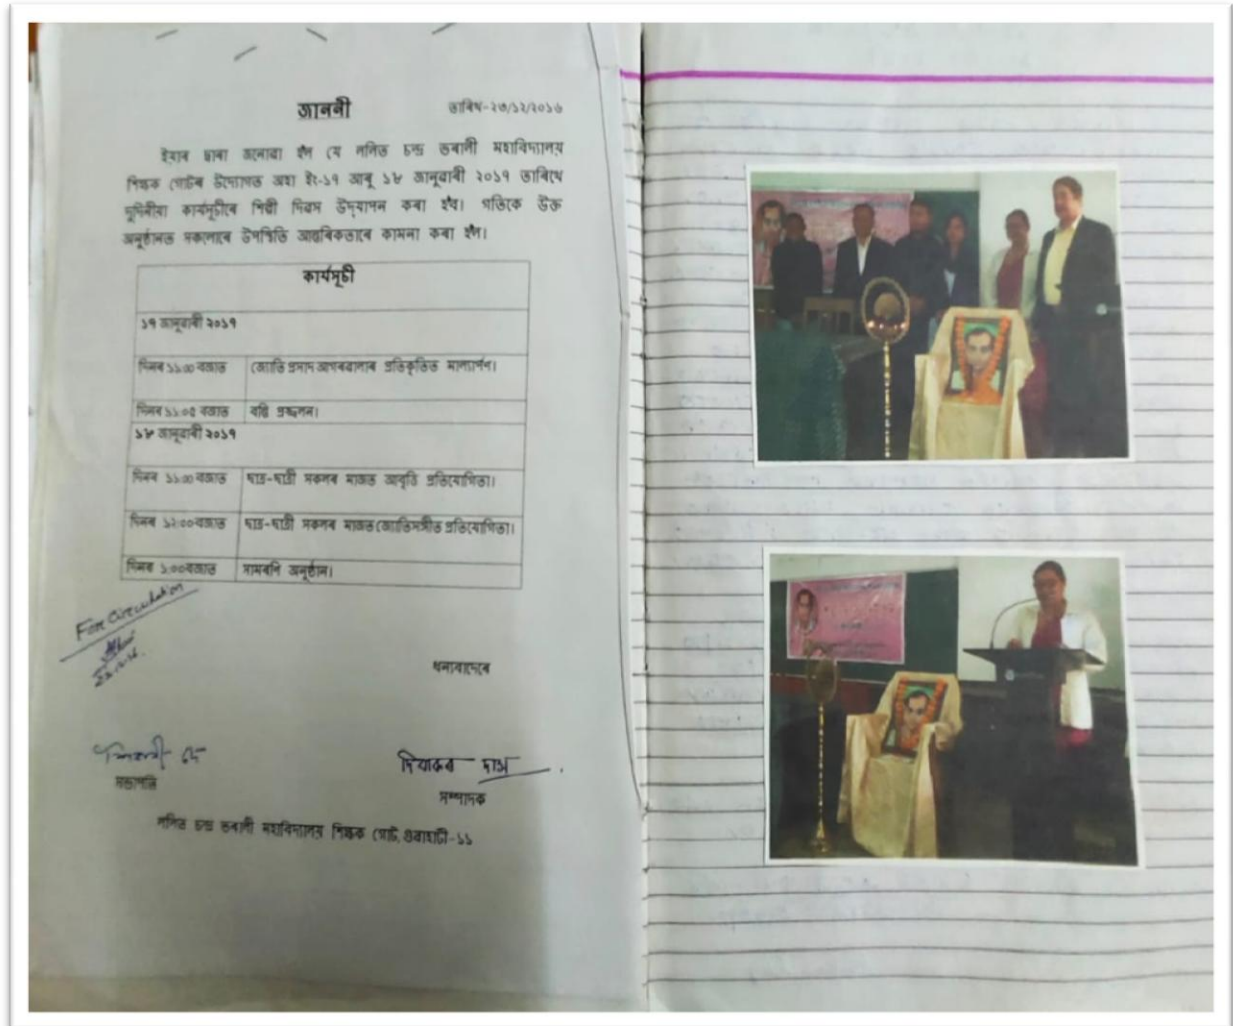 জাননী
তাৰিখ-২৩/১২/২০১৬
ইয়াৰ দ্বাৰা জনোৱা হ'ল যে ললিত চন্দ্ৰ ভৰালী মহাবিদ্যালয়
শিক্ষক গোটৰ উদ্যোগত অহা ইং-১৭ আৰু ১৮ জানুৱাৰী ২০১৭ তাৰিখে
দুদিনীয়া কাৰ্যসূচীৰে শিল্পী দিৱস উদ্‌যাপন কৰা হ'ব। গতিকে উক্ত
অনুষ্ঠানত সকলোৰে উপস্থিতি আন্তৰিকতাৰে কামনা কৰা হ'ল।
কাৰ্যসূচী
১৭ জানুৱাৰী ২০১৭
দিনৰ ১১:০০ বজাত জ্যোতি প্ৰসাদ আগৰৱালাৰ প্ৰতিকৃতিত মাল্যাৰ্পন।
দিনৰ ১১:০৫ বজাত বন্তি প্ৰজ্বলন।
১৮ জানুৱাৰী ২০১৭
দিনৰ ১১:০০ বজাত ছাত্ৰ-ছাত্ৰী সকলৰ মাজত আবৃত্তি প্ৰতিযোগিতা।
দিনৰ ১২:০০ বজাত ছাত্ৰ-ছাত্ৰী সকলৰ মাজত জ্যোতিসঙ্গীত প্ৰতিযোগিতা।
দিনৰ ১:০০ বজাত সামৰণি অনুষ্ঠান।
For circulation
ধন্যবাদেৰে
দিবাকৰ দাস
সভাপতি
সম্পাদক
ললিত চন্দ্ৰ ভৰালী মহাবিদ্যালয় শিক্ষক গোট, গুৱাহাটী-১১